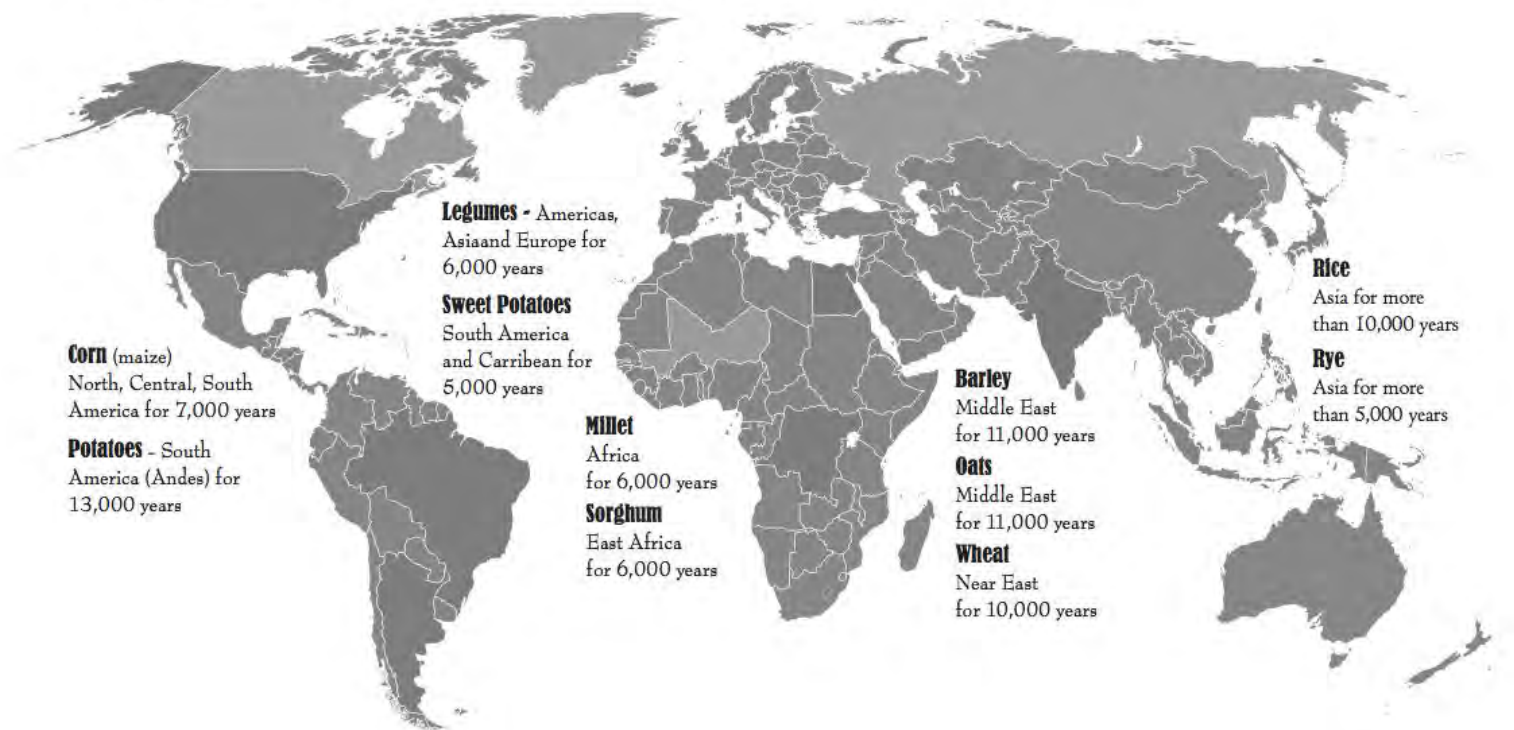 Legumes - Americas,
Asiaand Europe for
6,000 years
Sweet Potatoes
South America
and Carribean for
5,000 years
Corn (maize)
North, Central, South
America for 7,000 years
Potatoes - South
America (Andes) for
13,000 years
Millet
Africa
for 6,000 years
Sorghum
East Africa
for 6,000 years
Barley
Middle East
for 11,000 years
Oats
Middle East
for 11,000 years
Wheat
Near East
for 10,000 years
Rice
Asia for more
than 10,000 years
Rye
Asia for more
than 5,000 years